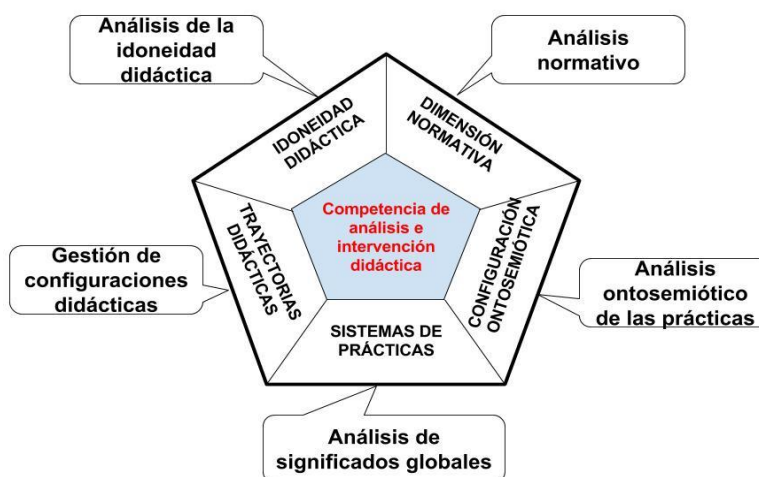 Análisis de la
idoneidad
didáctica
Análisis
normativo
IDONEIDAD
DIDÁCTICA
DIMENSIÓN
NORMATIVA
Competencia de
análisis e
intervención
didáctica
TRAYECTORIAS
DIDÁCTICAS
CONFIGURACIÓN
ONTOSEMIÓTICA
Gestión de
configuraciones
didácticas
Análisis
ontosemiótico
de las prácticas
SISTEMAS DE
PRÁCTICAS
Análisis de
significados globales